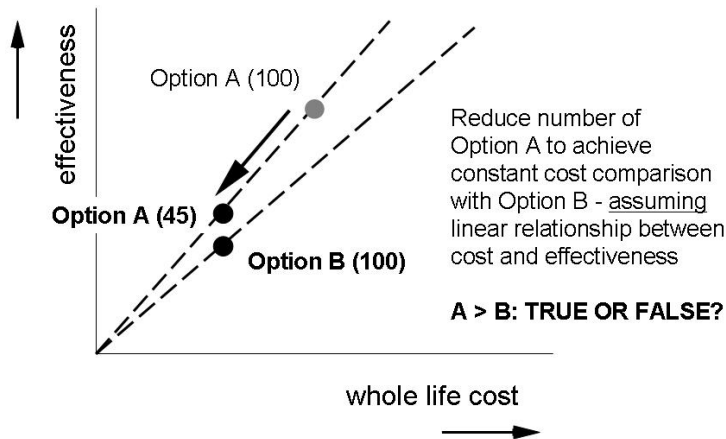 effectiveness
Option A (100)
Option A (45)
Option B (100)
Reduce number of
Option A to achieve
constant cost comparison
with Option B - assuming
linear relationship between
cost and effectiveness
A > B: TRUE OR FALSE?
whole life cost